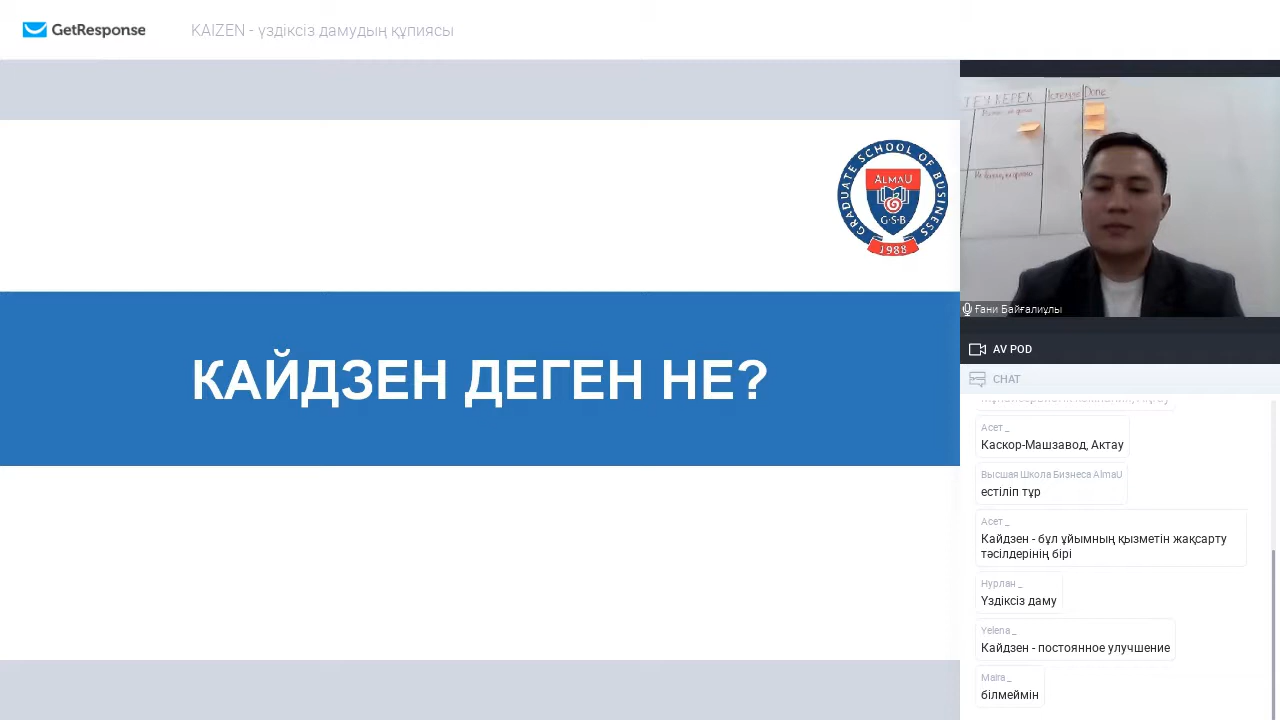 GetResponse
KAIZEN - үздіксіз дамудың құпиясы
GRADUATE SCHOOL OF BUSINESS
ALMAU
G·S·B
1988
КАЙДЗЕН ДЕГЕН НЕ?
КЕРЕК
Done
Ғани Байғалиұлы
AV POD
CHAT
Асет _
Каскор-Машзавод, Актау
Высшая Школа Бизнеса AlmaU
естіліп тұр
Асет _
Кайдзен - бұл ұйымның қызметін жақсарту
тәсілдерінің бірі
Нурлан _
Үздіксіз даму
Yelena _
Кайдзен - постоянное улучшение
Maira _
білмеймін